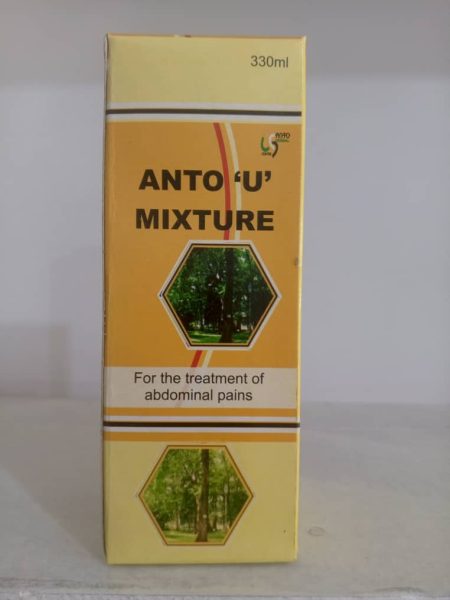 330ml
ANTO 'U'
MIXTURE
For the treatment of
abdominal pains